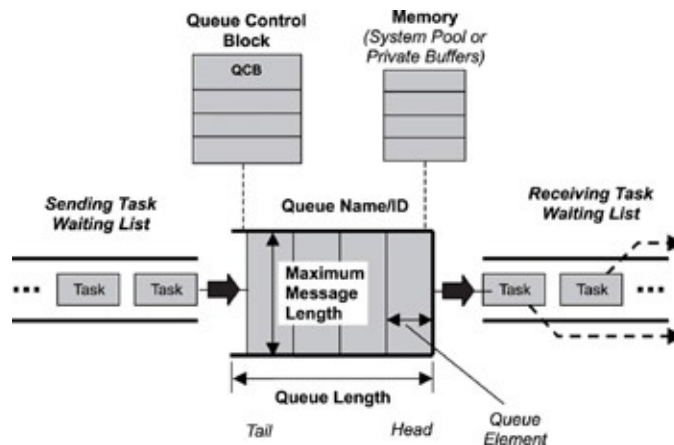 Queue Control
Block
QCB
Memory
(System Pool or
Private Buffers)
Sending Task
Waiting List
Queue Name/ID
Receiving Task
Waiting List
... Task Task
Maximum
Message
Length
Task Task ...
Queue Length
Tail
Head
Queue
Element